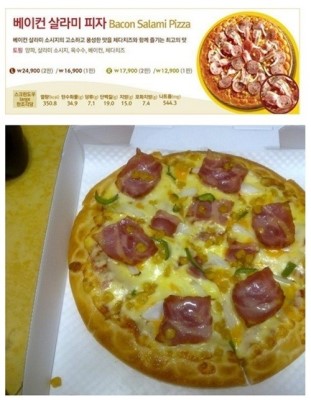 베이컨 살라미 피자 Bacon Salami Pizza
베이컨 살라미 소시지의 고소하고 풍성한 맛을 체다치즈와 함께 즐기는 최고의 맛
토핑 양파, 살라미 소시지, 옥수수, 베이컨, 체다치즈
L ₩24,900 (2판) / ₩16,900 (1판) R ₩17,900 (2판) / ₩12,900 (1판)
열량(kcal) 탄수화물(g) 당류(g) 단백질(g) 지방(g) 포화지방(g) 나트륨(mg)
350.8 34.9 7.1 19.0 15.0 7.4 544.3